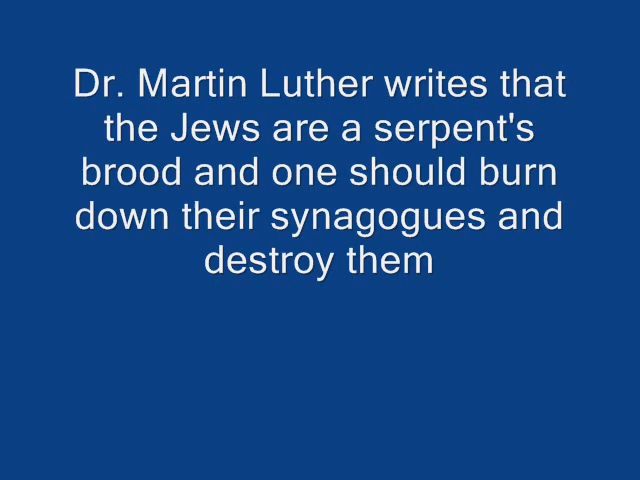 Dr. Martin Luther writes that
the Jews are a serpent's
brood and one should burn
down their synagogues and
destroy them